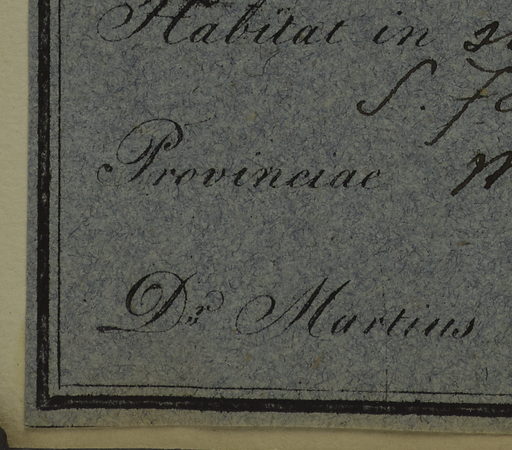 Habitat in
S.
Provinciae
Dr. Martius